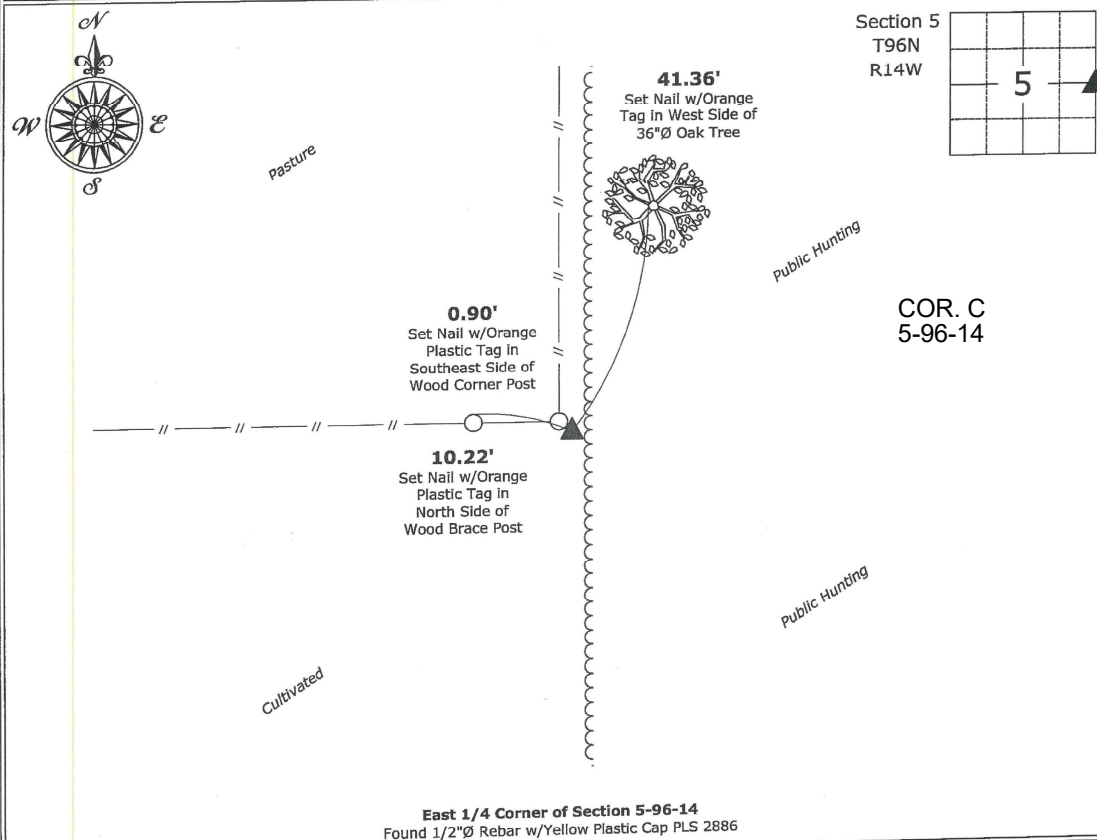 N
W
E
S
Section 5
T96N
R14W
5
41.36'
Set Nail w/Orange
Tag in West Side of
36"Ø Oak Tree
Pasture
Public Hunting
COR. C
5-96-14
0.90'
Set Nail w/Orange
Plastic Tag in
Southeast Side of
Wood Corner Post
10.22'
Set Nail w/Orange
Plastic Tag in
North Side of
Wood Brace Post
Public Hunting
Cultivated
East 1/4 Corner of Section 5-96-14
Found 1/2"Ø Rebar w/Yellow Plastic Cap PLS 2886